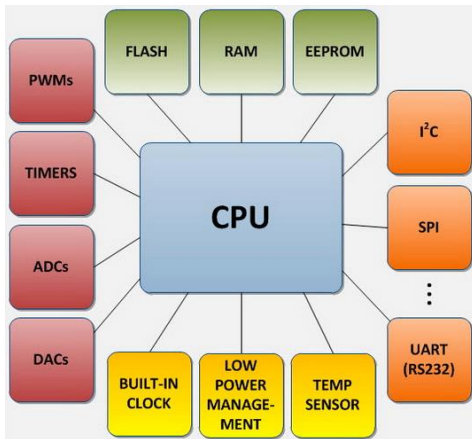 FLASH
RAM
EEPROM
PWMs
TIMERS
ADCs
DACs
CPU
I²C
SPI
UART
(RS232)
BUILT-IN
CLOCK
LOW
POWER
MANAGE-
MENT
TEMP
SENSOR